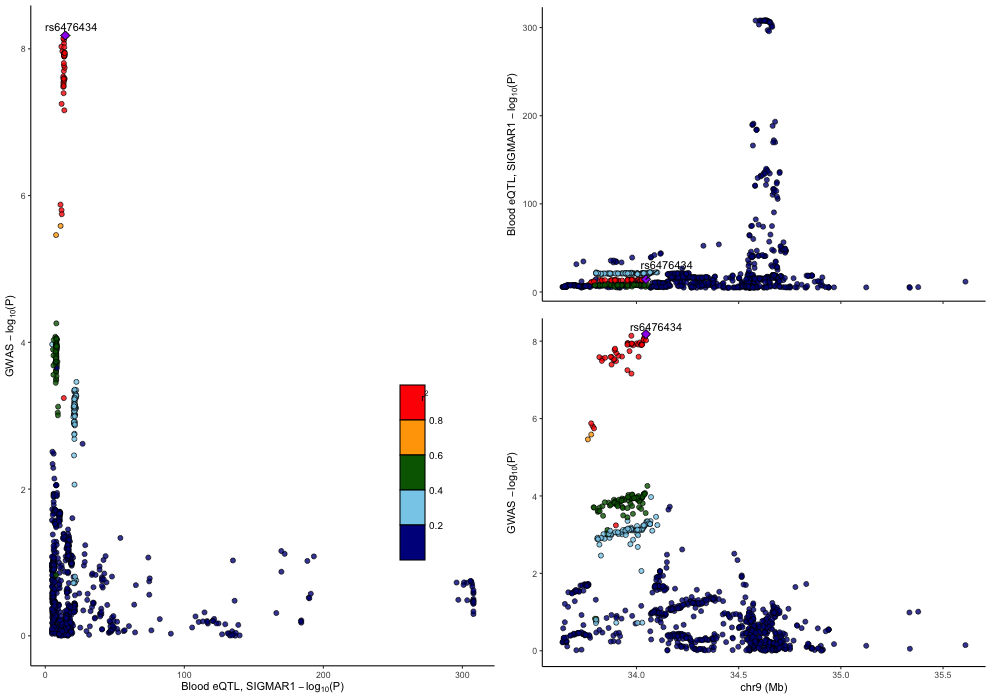 rs6476434
8
6
4
2
0
GWAS − log10(P)
0
100
200
300
Blood eQTL, SIGMAR1 − log10(P)
r2
0.8
0.6
0.4
0.2
300
200
100
0
Blood eQTL, SIGMAR1 − log10(P)
rs6476434
rs6476434
8
6
4
2
0
GWAS − log10(P)
34.0
34.5
35.0
35.5
chr9 (Mb)